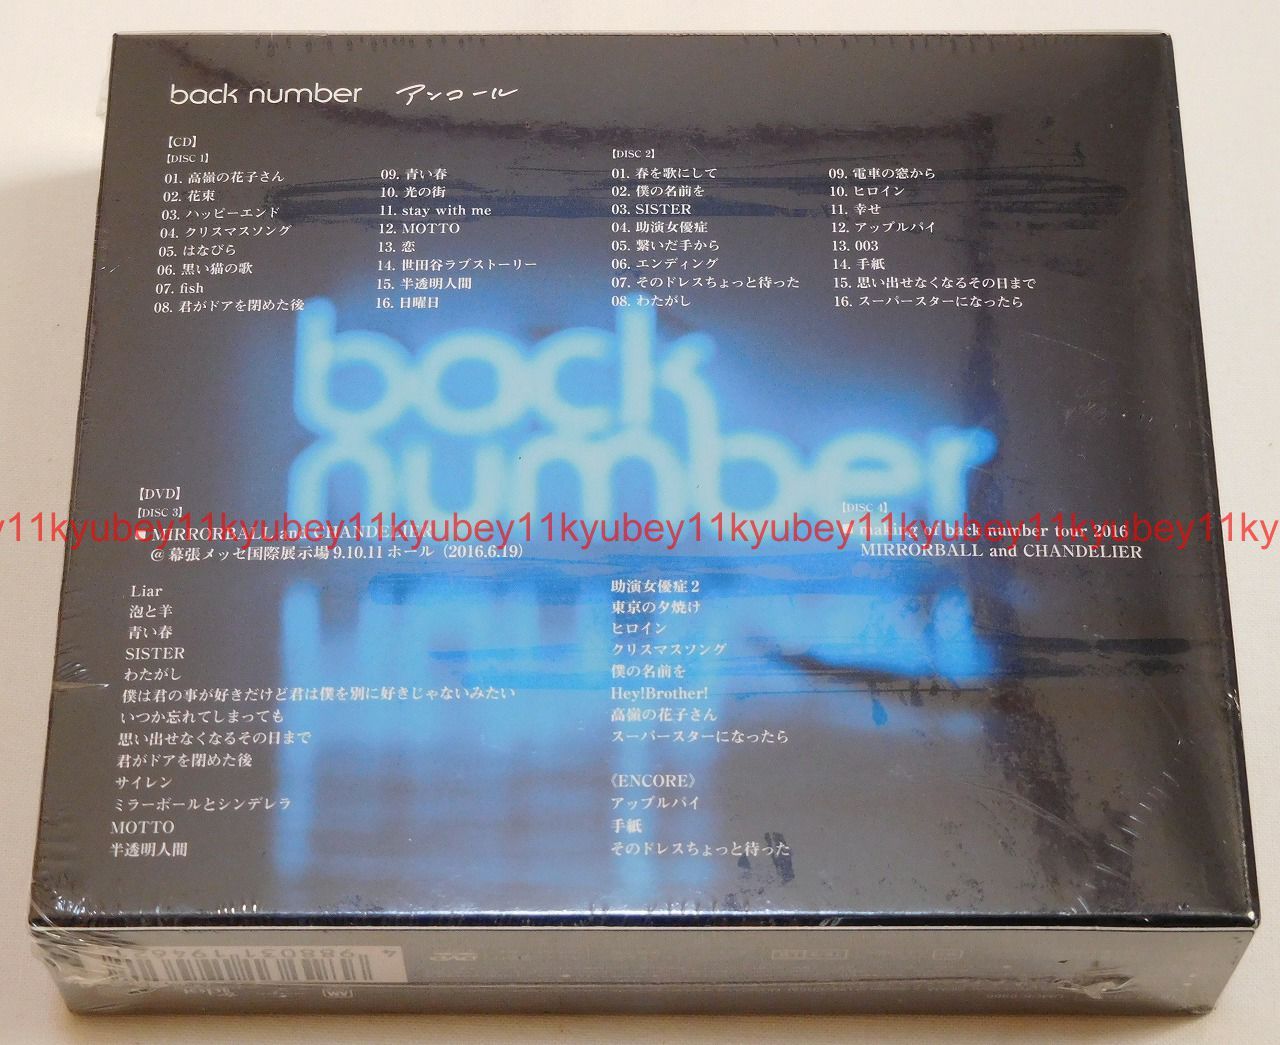 back number アンコール
【CD】
【DISC 1】
01. 高嶺の花子さん
02. 花束
03. ハッピーエンド
04. クリスマスソング
05. はなびら
06. 黒い猫の歌
07. fish
08. 君がドアを閉めた後
09. 青い春
10. 光の街
11. stay with me
12. MOTTO
13. 恋
14. 世田谷ラブストーリー
15. 半透明人間
16. 日曜日
【DISC 2】
01. 春を歌にして
02. 僕の名前を
03. SISTER
04. 助演女優症
05. 繋いだ手から
06. エンディング
07. そのドレスちょっと待った
08. わたがし
09. 電車の窓から
10. ヒロイン
11. 幸せ
12. アップルパイ
13. 003
14. 手紙
15. 思い出せなくなるその日まで
16. スーパースターになったら
back
number
【DVD】
【DISC 3】
● MIRRORBALL and CHANDELIER
@ 幕張メッセ国際展示場 9.10.11 ホール（2016.6.19）
Liar
泡と羊
青い春
SISTER
わたがし
僕は君の事が好きだけど君は僕を別に好きじゃないみたい
いつか忘れてしまっても
思い出せなくなるその日まで
君がドアを閉めた後
サイレン
ミラーボールとシンデレラ
MOTTO
半透明人間
助演女優症 2
東京の夕焼け
ヒロイン
クリスマスソング
僕の名前を
Hey!Brother!
高嶺の花子さん
スーパースターになったら
《ENCORE》
アップルパイ
手紙
そのドレスちょっと待った
【DISC 4】
making of back number tour 2016
MIRRORBALL and CHANDELIER
y11kyubey11kyubey11kyubey11kyubey11kyubey11kyubey11kyubey11ky